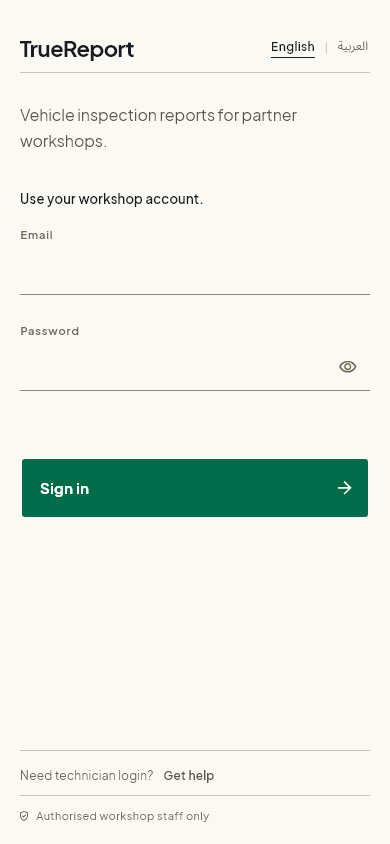 TrueReport
English | العربية
Vehicle inspection reports for partner
workshops.
Use your workshop account.
Email
Password
Sign in
Need technician login? Get help
Authorised workshop staff only